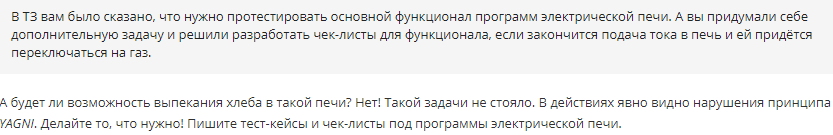 В ТЗ вам было сказано, что нужно протестировать основной функционал программ электрической печи. А вы придумали себе
дополнительную задачу и решили разработать чек-листы для функционала, если закончится подача тока в печь и ей придётся
переключаться на газ.
А будет ли возможность выпекания хлеба в такой печи? Нет! Такой задачи не стояло. В действиях явно видно нарушения принципа
YAGNI. Делайте то, что нужно! Пишите тест-кейсы и чек-листы под программы электрической печи.